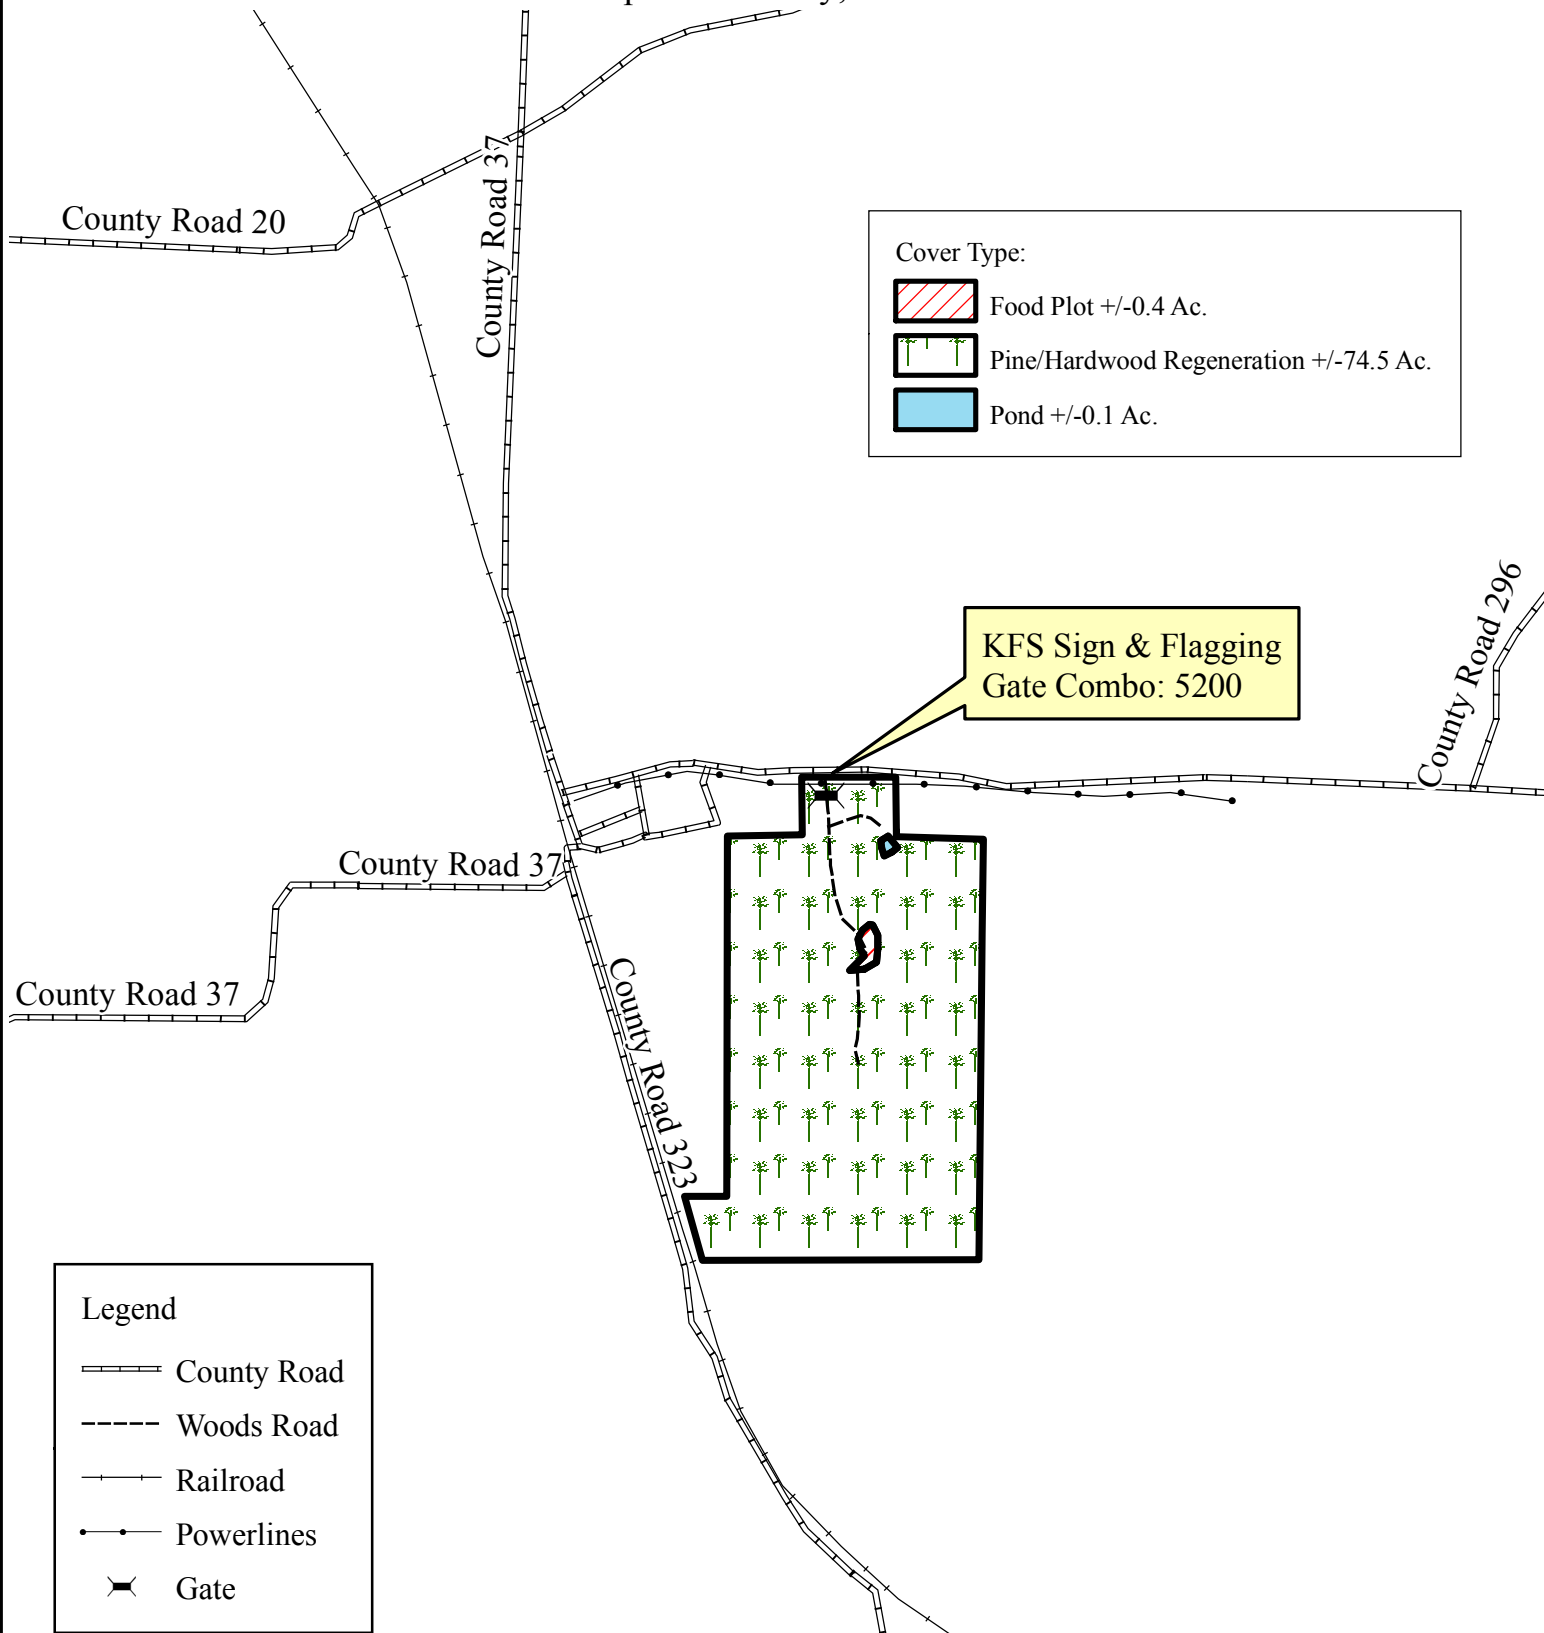 County Road 37
County Road 20
Cover Type:
Food Plot +/-0.4 Ac.
Pine/Hardwood Regeneration +/-74.5 Ac.
Pond +/-0.1 Ac.
KFS Sign & Flagging
Gate Combo: 5200
County Road 296
County Road 37
County Road 37
County Road 323
Legend
County Road
Woods Road
Railroad
Powerlines
Gate